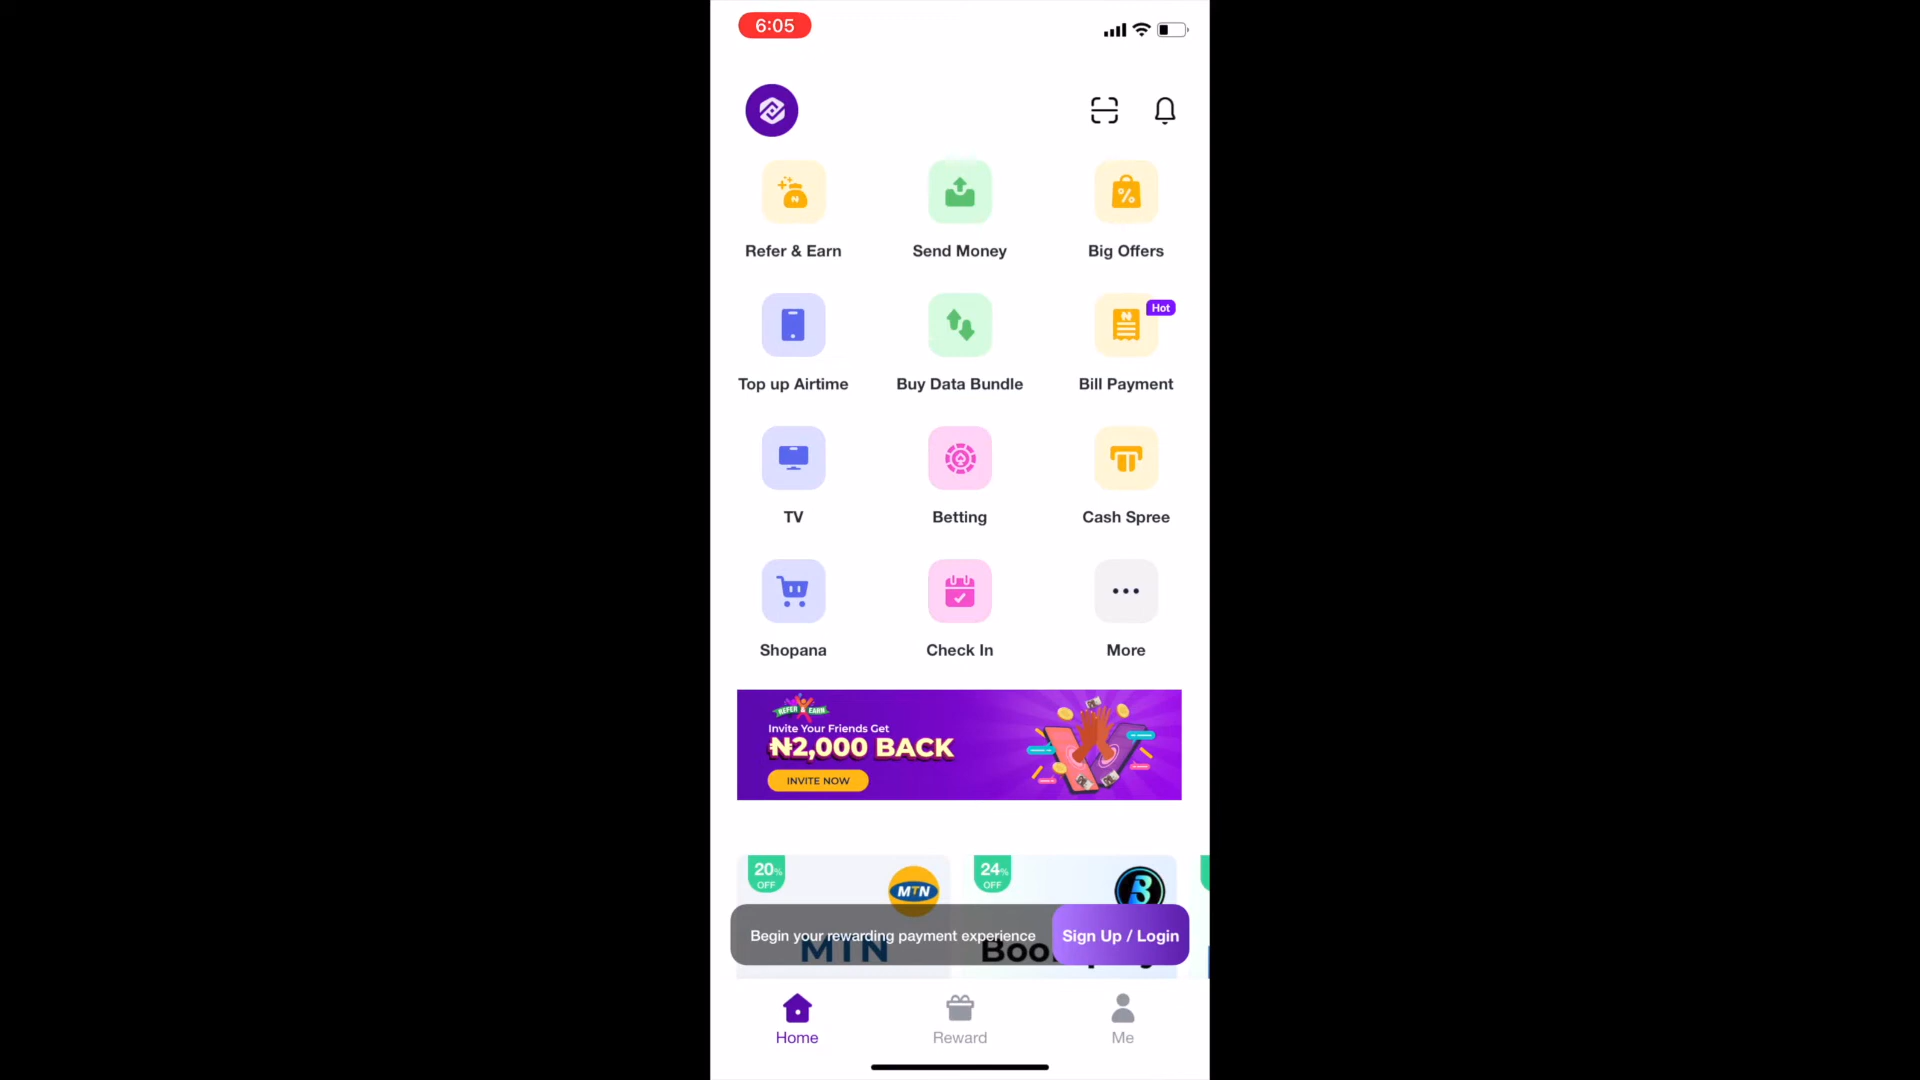 6:05
Refer & Earn
Send Money
Big Offers
Top up Airtime
Buy Data Bundle
Hot
Bill Payment
TV
Betting
Cash Spree
Shopana
Check In
More
REFER & EARN
Invite Your Friends Get
₦2,000 BACK
INVITE NOW
20%
OFF
MTN
24%
OFF
B
Begin your rewarding payment experience
Sign Up / Login
MTN
Home
Reward
Me